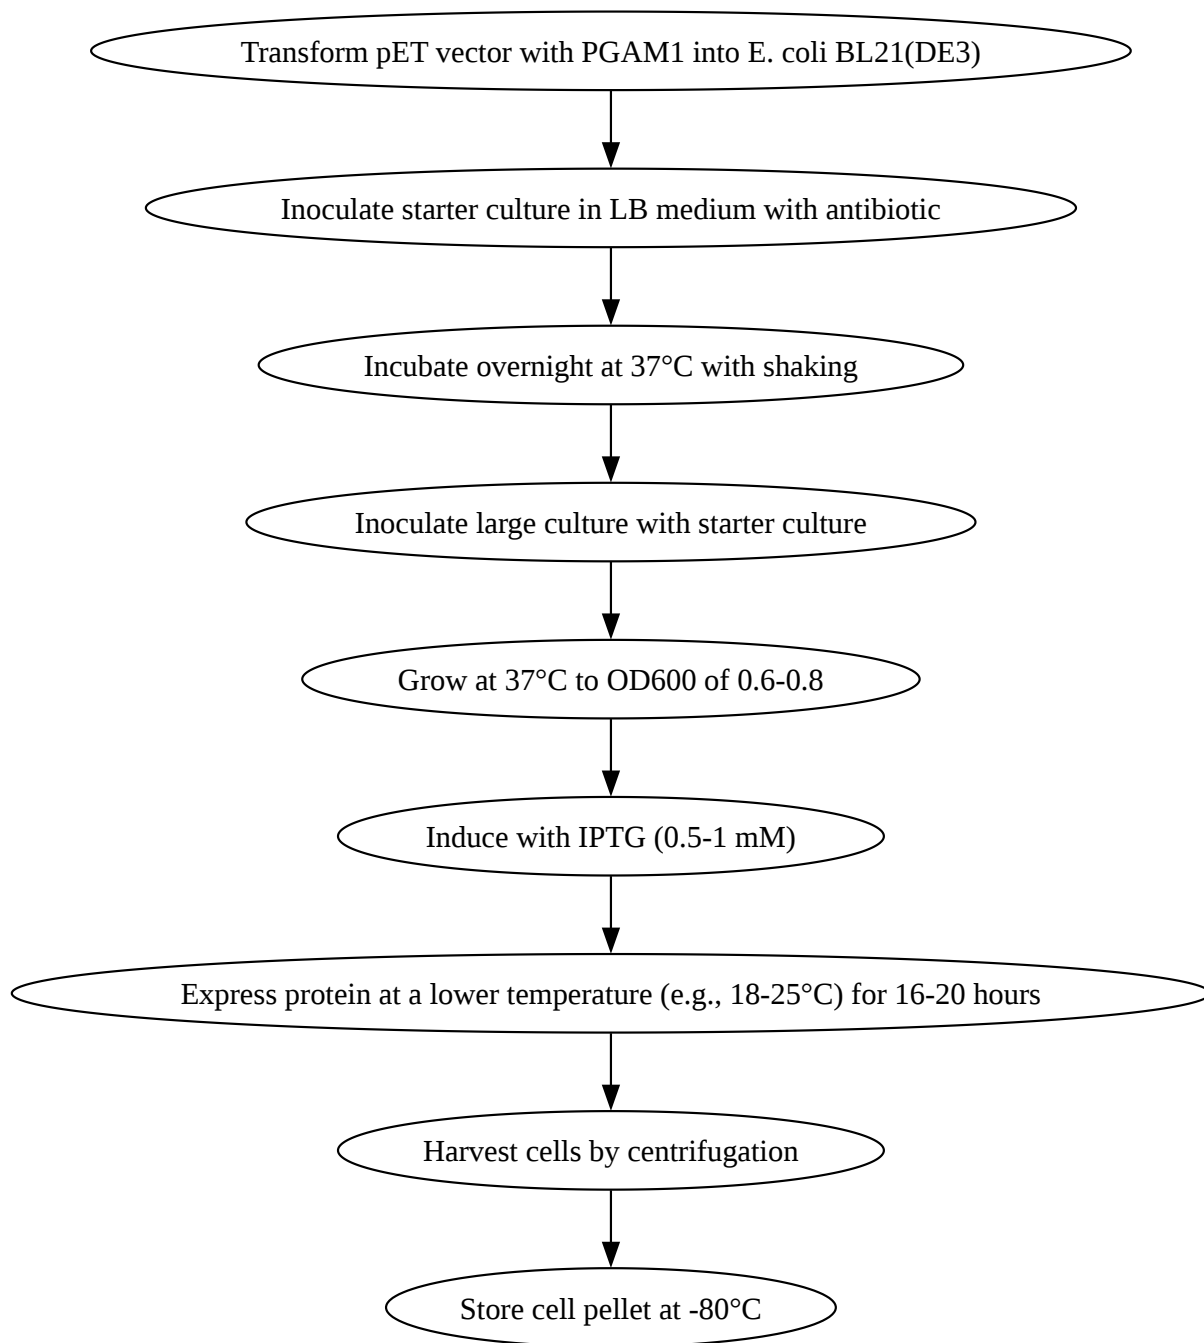 Transform pET vector with PGAM1 into E. coli BL21(DE3)
Inoculate starter culture in LB medium with antibiotic
Incubate overnight at 37°C with shaking
Inoculate large culture with starter culture
Grow at 37°C to OD600 of 0.6-0.8
Induce with IPTG (0.5-1 mM)
Express protein at a lower temperature (e.g., 18-25°C) for 16-20 hours
Harvest cells by centrifugation
Store cell pellet at -80°C